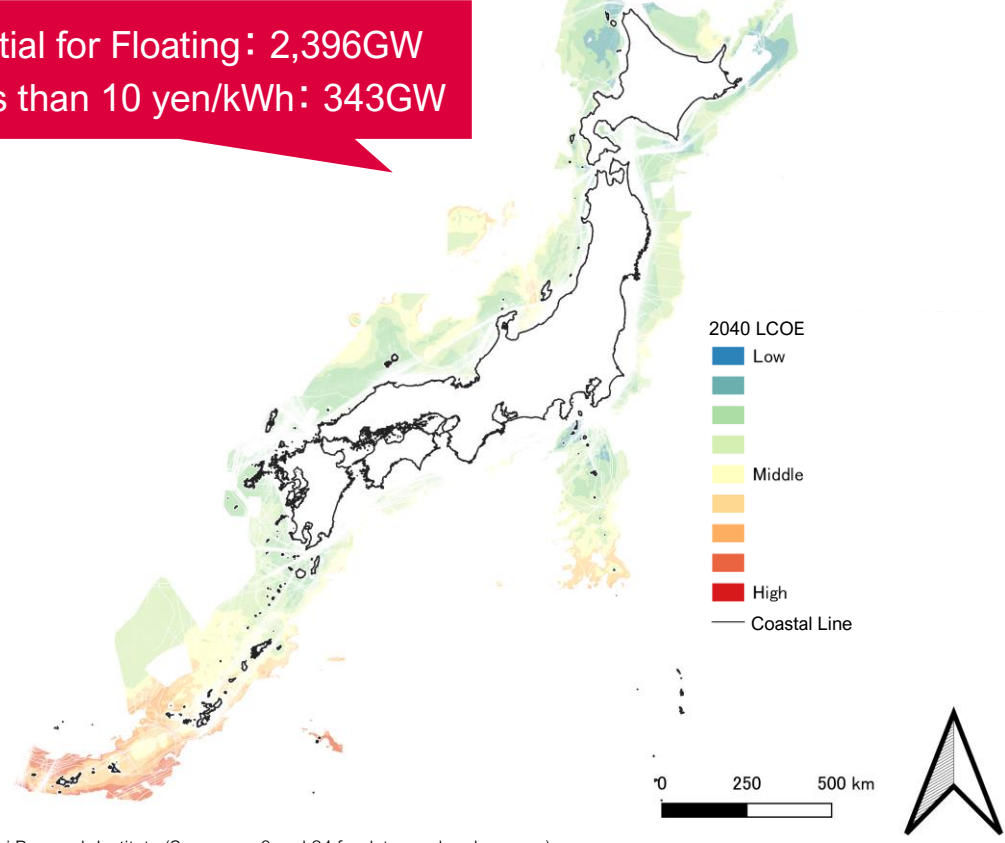 tial for Floating： 2,396GW
s than 10 yen/kWh： 343GW
2040 LCOE
Low
Middle
High
Coastal Line
0 250 500 km